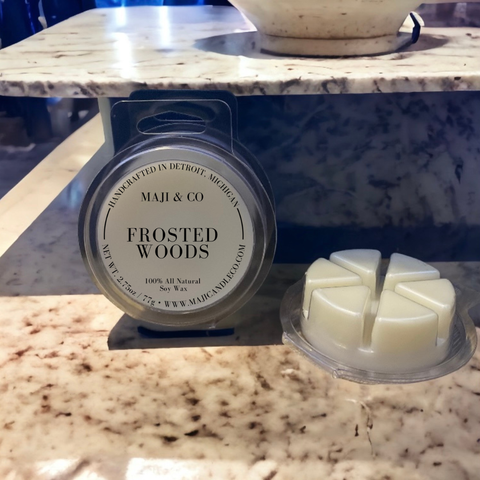 HANDCRAFTED IN DETROIT, MICHIGAN
MAJI & CO
FROSTED
WOODS
100% All Natural
Soy Wax
NET WT. 2.75oz / 77g • WWW.MAJICANDLECO.COM